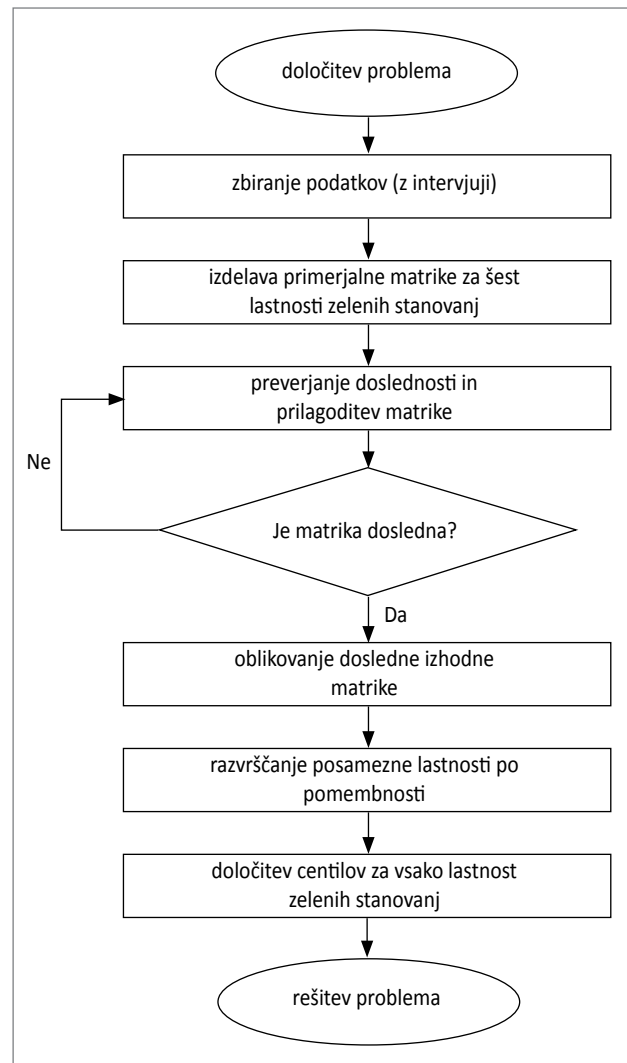 določitev problema
zbiranje podatkov (z intervjuji)
izdelava primerjalne matrike za šest
lastnosti zelenih stanovanj
preverjanje doslednosti in
prilagoditev matrike
Ne
Je matrika dosledna?
Da
oblikovanje dosledne izhodne
matrike
razvrščanje posamezne lastnosti po
pomembnosti
določitev centilov za vsako lastnost
zelenih stanovanj
rešitev problema